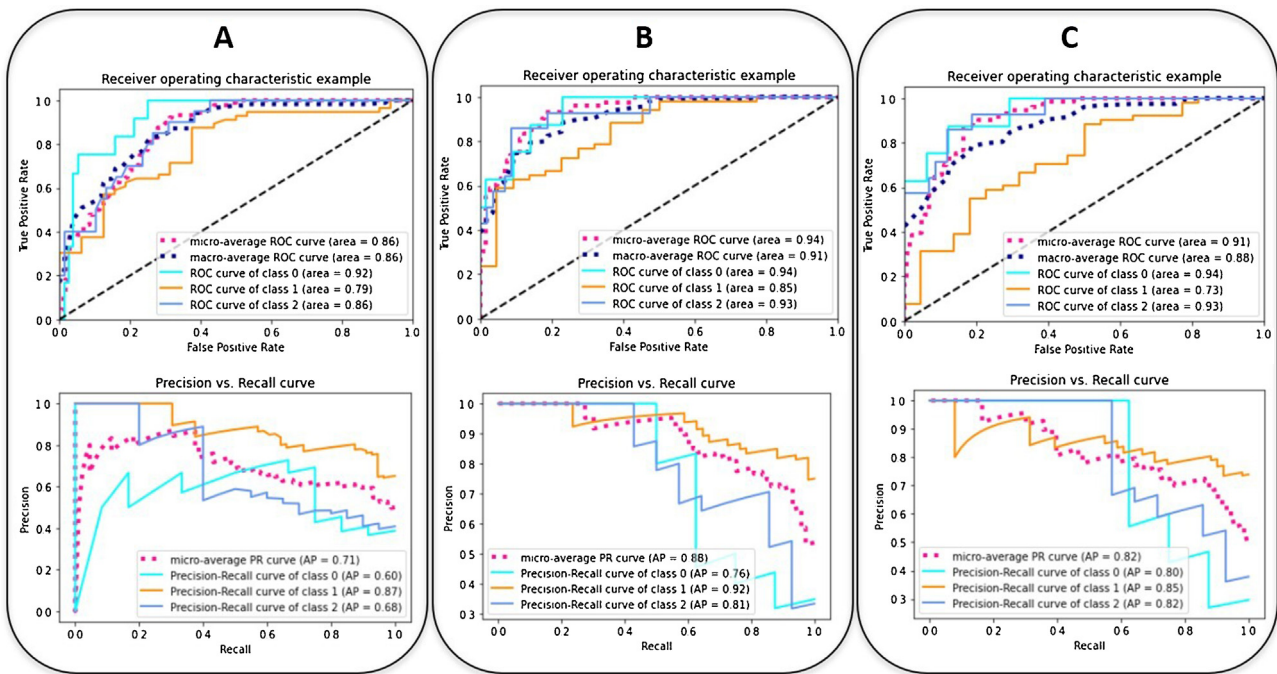 A
Receiver operating characteristic example
True Positive Rate
1 0
0.8
0.6
0.4
0.2
0 0
0.0
0.2
0.4
0.6
0.8
1.0
False Positive Rate
micro-average ROC curve (area = 0.86)
macro-average ROC curve (area = 0.86)
ROC curve of class 0 (area = 0.92)
ROC curve of class 1 (area = 0.79)
ROC curve of class 2 (area = 0.86)
Precision vs. Recall curve
Precision
1 0
0.8
0.6
0.4
0.2
0 0
0 0
0 2
0.4
0.6
0.8
1.0
Recall
micro-average PR curve (AP = 0.71)
Precision-Recall curve of class 0 (AP = 0.60)
Precision-Recall curve of class 1 (AP = 0.87)
Precision-Recall curve of class 2 (AP = 0.68)
B
Receiver operating characteristic example
True Positive Rate
1 0
0.8
0.6
0.4
0.2
0 0
0.0
0.2
0.4
0.6
0.8
1.0
False Positive Rate
micro-average ROC curve (area = 0.94)
macro-average ROC curve (area = 0.91)
ROC curve of class 0 (area = 0.94)
ROC curve of class 1 (area = 0.85)
ROC curve of class 2 (area = 0.93)
Precision vs. Recall curve
Precision
1 0
0.9
0.8
0.7
0.6
0.5
0.4
0 3
0.0
0.2
0.4
0.6
0.8
1.0
Recall
micro-average PR curve (AP = 0.88)
Precision-Recall curve of class 0 (AP = 0.76)
Precision-Recall curve of class 1 (AP = 0.92)
Precision-Recall curve of class 2 (AP = 0.81)
C
Receiver operating characteristic example
True Positive Rate
1 0
0.8
0.6
0.4
0.2
0 0
0.0
0.2
0.4
0.6
0.8
1.0
False Positive Rate
micro-average ROC curve (area = 0.91)
macro-average ROC curve (area = 0.88)
ROC curve of class 0 (area = 0.94)
ROC curve of class 1 (area = 0.73)
ROC curve of class 2 (area = 0.93)
Precision vs. Recall curve
Precision
1 0
0.9
0.8
0.7
0.6
0.5
0.4
0 3
0.0
0.2
0.4
0.6
0.8
1.0
Recall
micro-average PR curve (AP = 0.82)
Precision-Recall curve of class 0 (AP = 0.80)
Precision-Recall curve of class 1 (AP = 0.85)
Precision-Recall curve of class 2 (AP = 0.82)